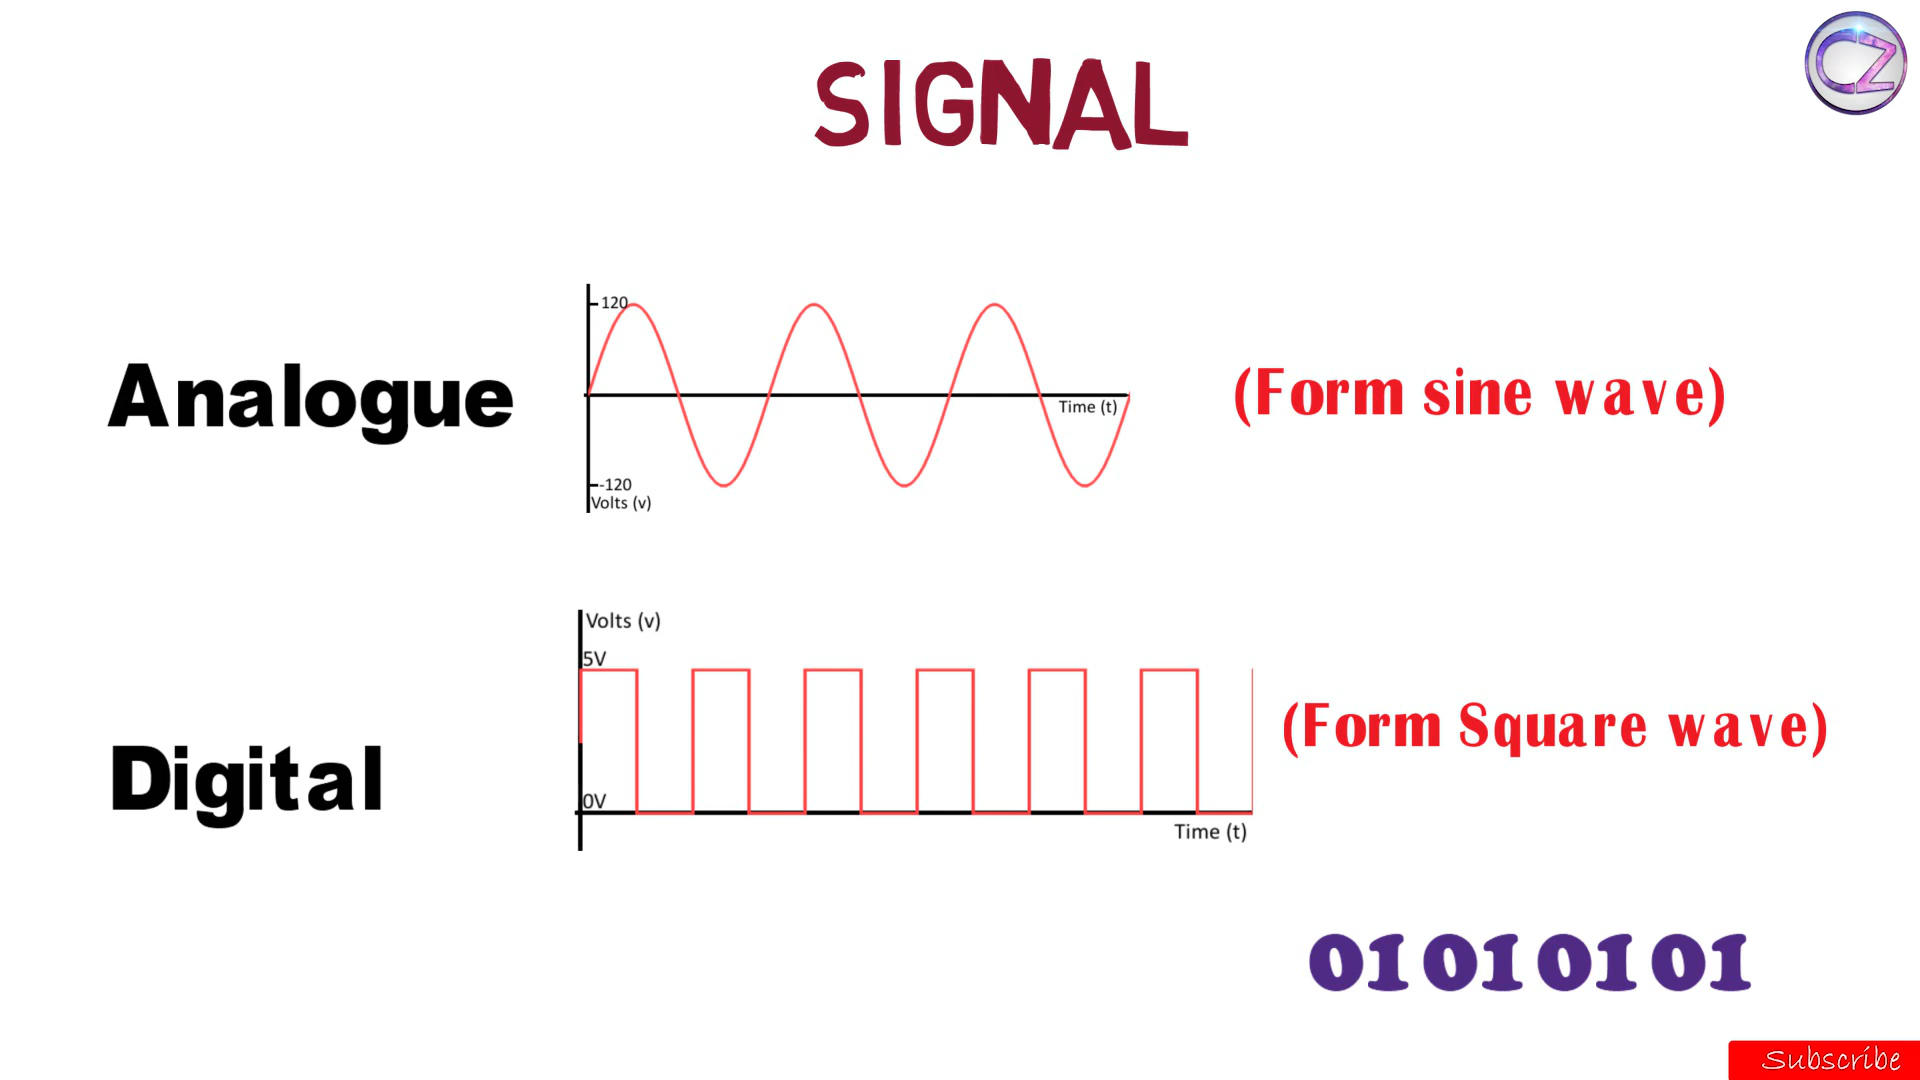 CZ
SIGNAL
120
Analogue
Time (t)
(Form sine wave)
-120
Volts (v)
Volts (v)
5V
(Form Square wave)
Digital
0V
Time (t)
01010101
Subscribe